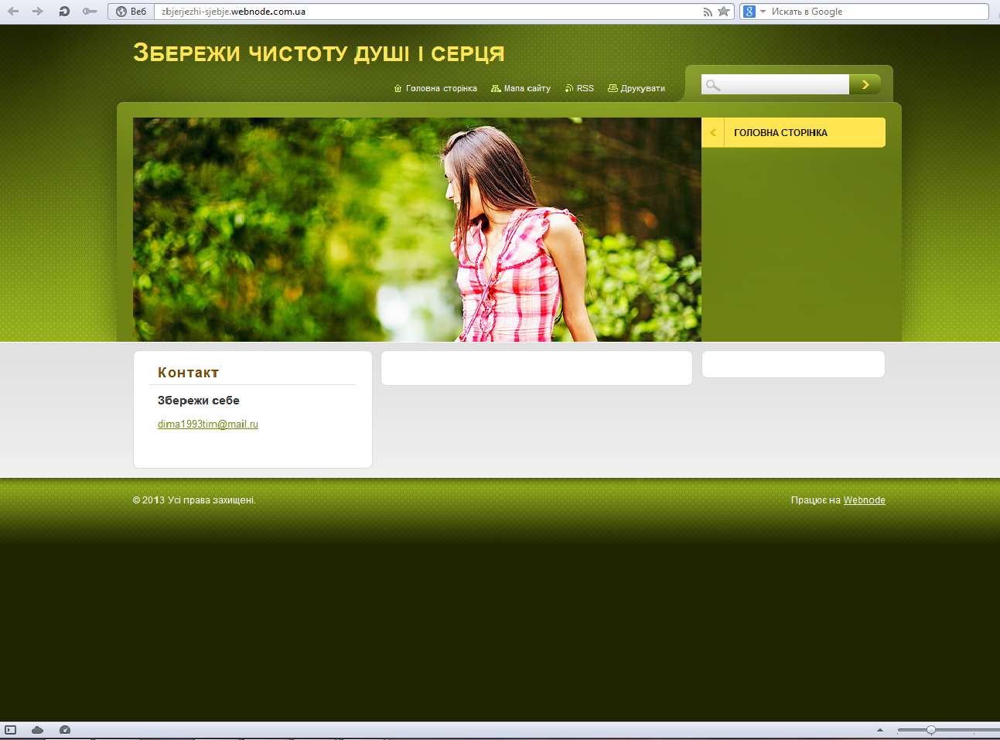 Веб
zbjerjezhi-sjebje.webnode.com.ua
Искать в Google
Збережи чистоту душі і серця
Головна сторінка
Мапа сайту
RSS
Друкувати
ГОЛОВНА СТОРІНКА
Контакт
Збережи себе
dima1993tim@mail.ru
© 2013 Усі права захищені.
Працює на Webnode